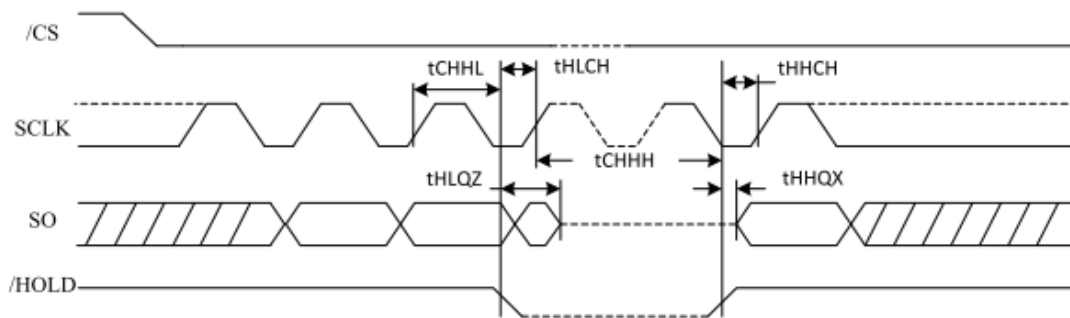 /CS
tCHHL
tHLCH
tHHCH
SCLK
tCHHH
tHLQZ
tHHQX
SO
/HOLD